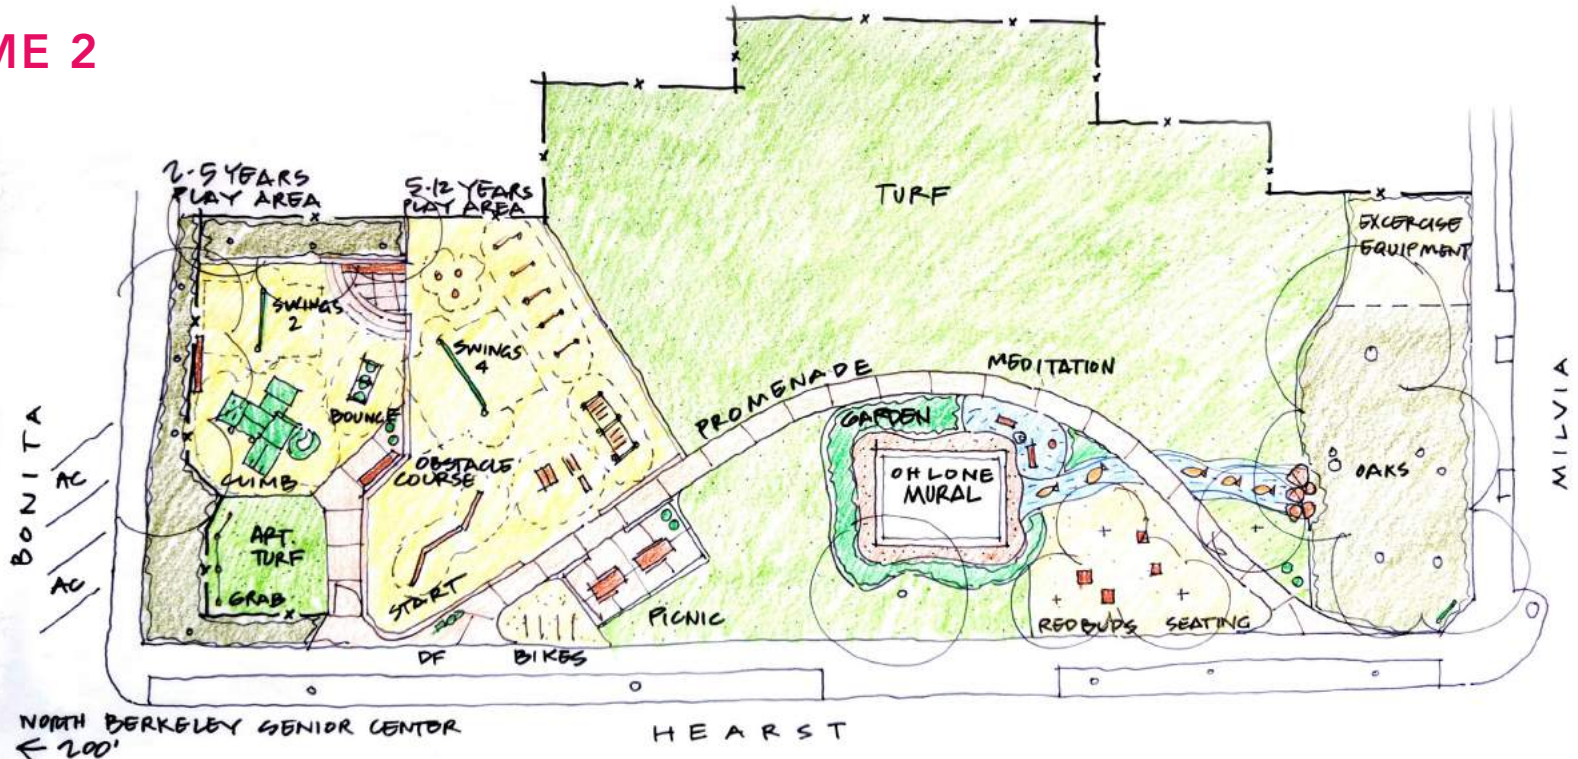 ME 2
2-5 YEARS
PLAY AREA
5-12 YEARS
PLAY AREA
TURF
EXCERCISE
EQUIPMENT
SWINGS
2
SWINGS
4
PROMENADE
MEDITATION
BOUNCE
GARDEN
OHLONE
MURAL
OAKS
MILVIA
BONITA
AC
AC
CLIMB
OBSTACLE
COURSE
ART.
TURF
GRAB
START
PICNIC
REDBUDS
SEATING
DF
BIKES
NORTH BERKELEY SENIOR CENTER
← 200'
HEARST